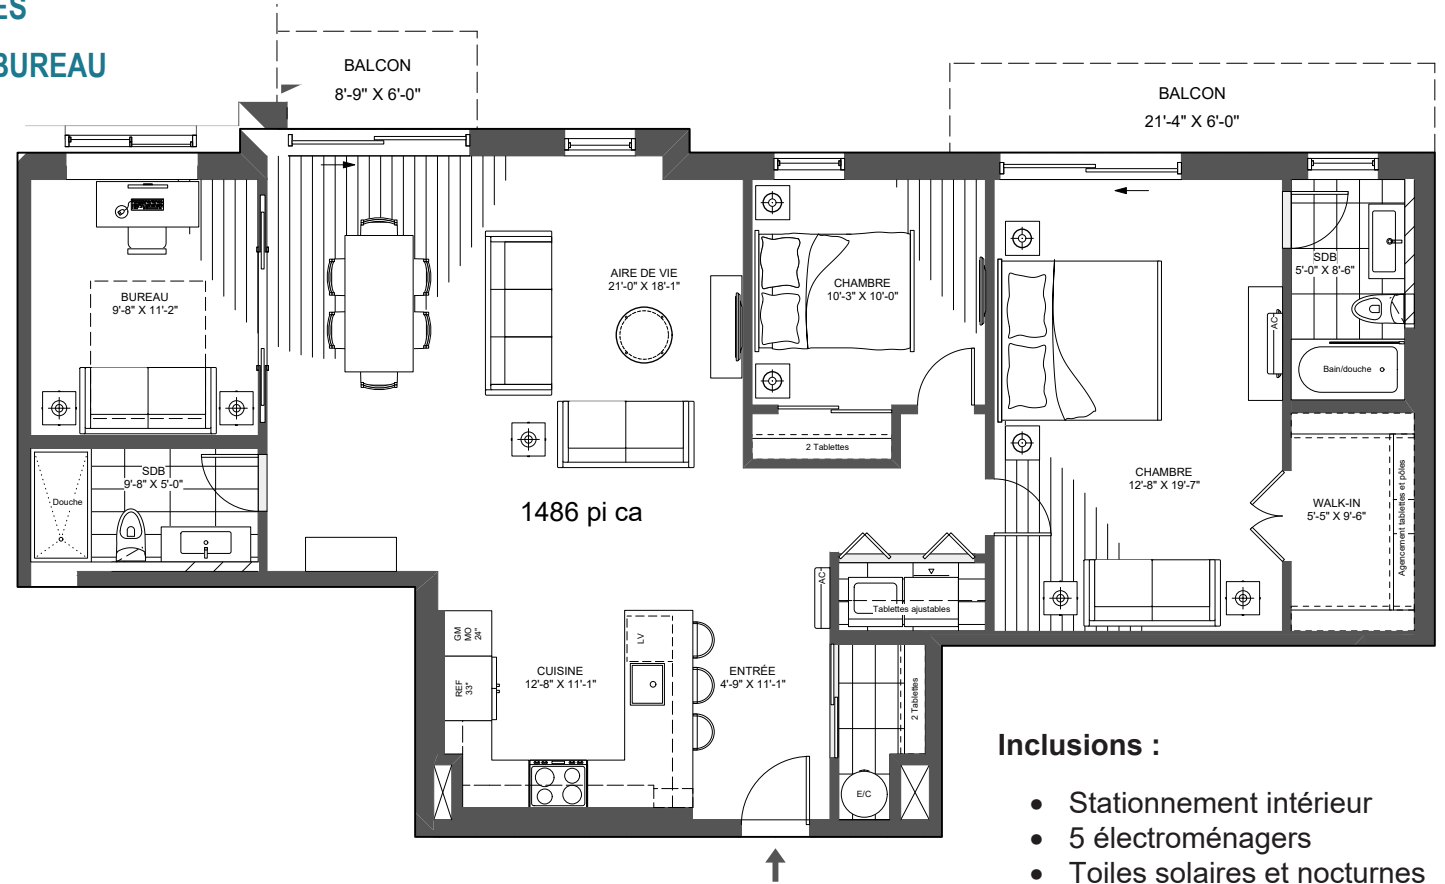 ES
BUREAU
BALCON
8'-9" X 6'-0"
BALCON
21'-4" X 6'-0"
BUREAU
9'-8" X 11'-2"
AIRE DE VIE
21'-0" X 18'-1"
CHAMBRE
10'-3" X 10'-0"
SDB
5'-0" X 8'-6"
AC
Bain/douche
2 Tablettes
SDB
9'-8" X 5'-0"
Douche
1486 pi ca
CHAMBRE
12'-8" X 19'-7"
WALK-IN
5'-5" X 9'-6"
Agencement tablettes et pôles
AC
Tablettes ajustables
GM
MO
24"
LV
REF
33"
CUISINE
12'-8" X 11'-1"
ENTRÉE
4'-9" X 11'-1"
2 Tablettes
E/C
Inclusions :
• Stationnement intérieur
• 5 électroménagers
• Toiles solaires et nocturnes